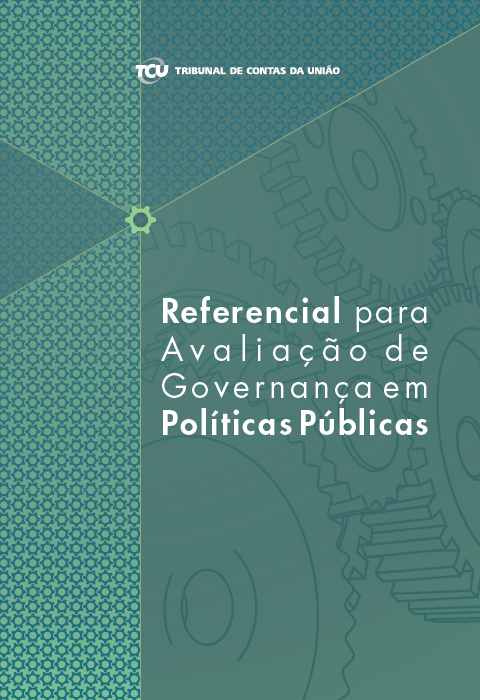 TCU TRIBUNAL DE CONTAS DA UNIÃO
Referencial para
Avaliação de
Governança em
Políticas Públicas